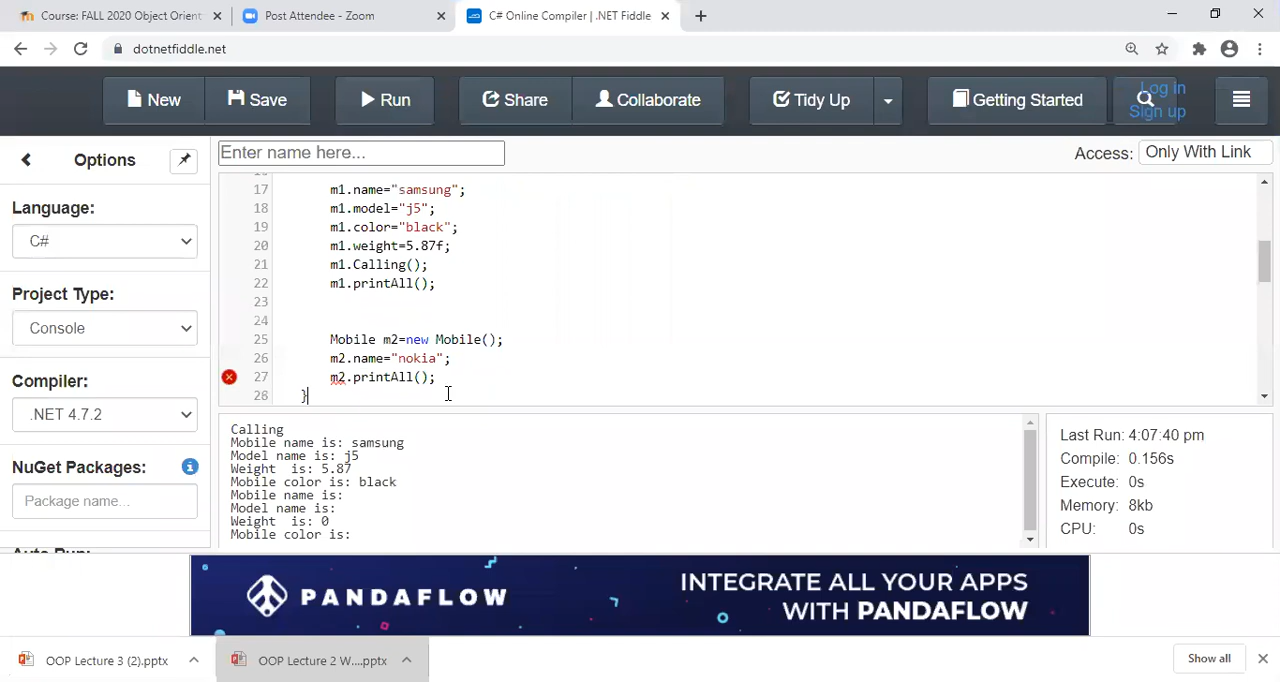 Course: FALL 2020 Object Orient
Post Attendee - Zoom
C# Online Compiler | .NET Fiddle
dotnetfiddle.net
New
Save
Run
Share
Collaborate
Tidy Up
Getting Started
Log in
Sign up
Options
Enter name here...
Access:
Only With Link
Language:
C#
Project Type:
Console
Compiler:
.NET 4.7.2
NuGet Packages:
Package name...
17 m1.name="samsung";
18 m1.model="j5";
19 m1.color="black";
20 m1.weight=5.87f;
21 m1.Calling();
22 m1.printAll();
23
24
25 Mobile m2=new Mobile();
26 m2.name="nokia";
27 m2.printAll();
28 }
Calling
Mobile name is: samsung
Model name is: j5
Weight  is: 5.87
Mobile color is: black
Mobile name is:
Model name is:
Weight  is: 0
Mobile color is:
Last Run: 4:07:40 pm
Compile: 0.156s
Execute: 0s
Memory: 8kb
CPU: 0s
PANDAFLOW
INTEGRATE ALL YOUR APPS
WITH PANDAFLOW
OOP Lecture 3 (2).pptx
OOP Lecture 2 W....pptx
Show all